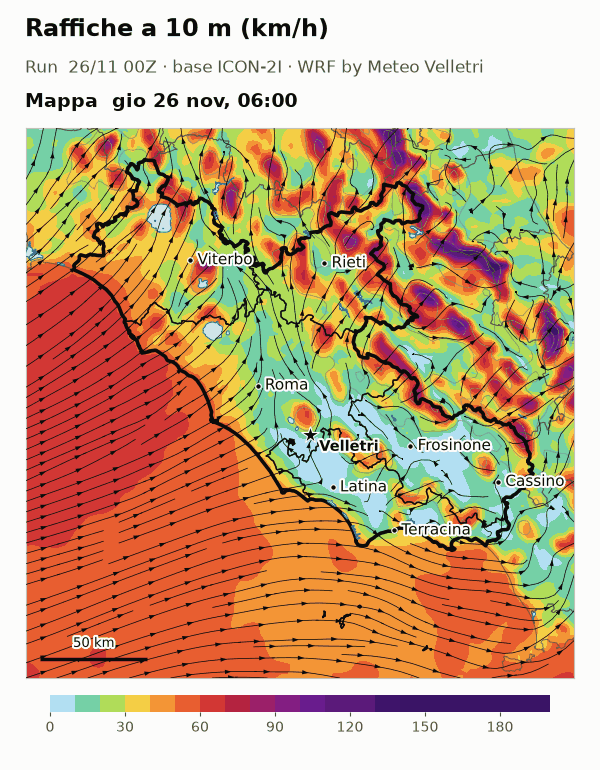 Raffiche a 10 m (km/h)
Run  26/11 00Z · base ICON-2I · WRF by Meteo Velletri
Mappa  gio 26 nov, 06:00
Viterbo
Rieti
Roma
Velletri
Frosinone
Latina
Cassino
Terracina
50 km
0 30 60 90 120 150 180